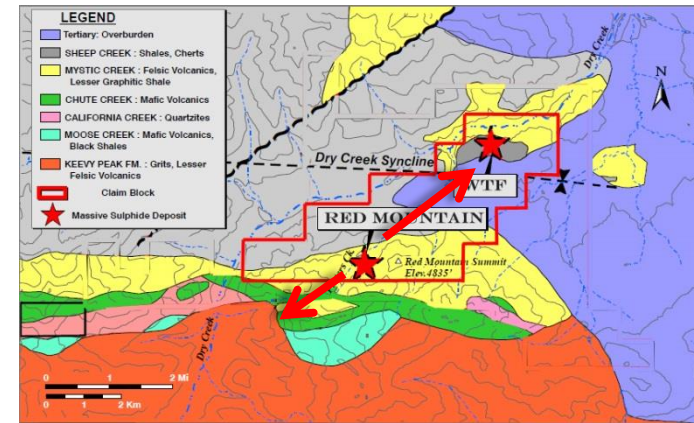 LEGEND
Tertiary: Overburden
SHEEP CREEK : Shales, Cherts
MYSTIC CREEK : Felsic Volcanics,
Lesser Graphitic Shale
CHUTE CREEK : Mafic Volcanics
CALIFORNIA CREEK : Quartzites
MOOSE CREEK : Mafic Volcanics,
Black Shales
KEEVY PEAK FM. : Grits, Lesser
Felsic Volcanics
Claim Block
Massive Sulphide Deposit
Dry Creek
N
Dry Creek Syncline
WTF
RED MOUNTAIN
Red Mountain Summit
Elev.4835'
Dry Creek
0 1 2 Mi
0 1 2 Km